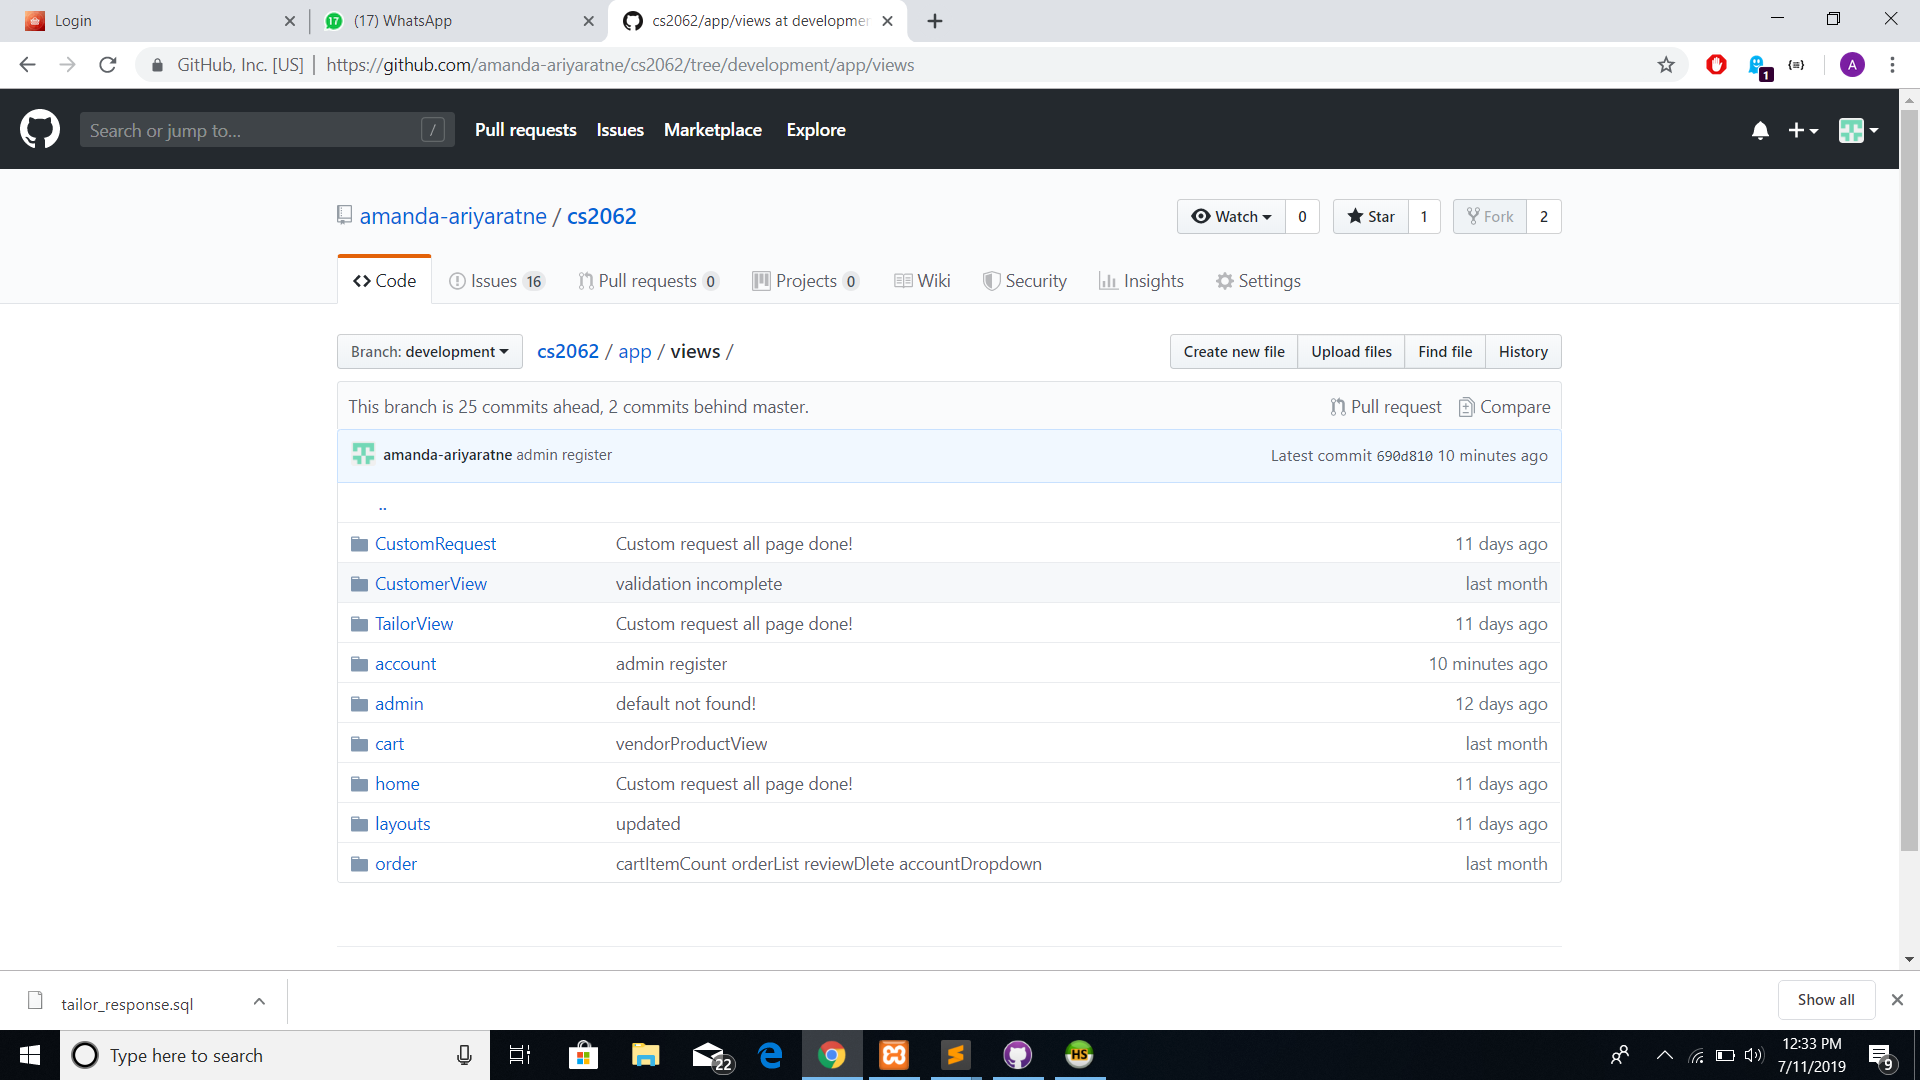 Login
17 (17) WhatsApp
cs2062/app/views at developmen
GitHub, Inc. [US] | https://github.com/amanda-ariyaratne/cs2062/tree/development/app/views
1 A
Search or jump to... / Pull requests Issues Marketplace Explore
amanda-ariyaratne / cs2062
Watch 0 Star 1 Fork 2
Code Issues 16 Pull requests 0 Projects 0 Wiki Security Insights Settings
Branch: development cs2062 / app / views / Create new file Upload files Find file History
This branch is 25 commits ahead, 2 commits behind master. Pull request Compare
amanda-ariyaratne admin register Latest commit 690d810 10 minutes ago
..
CustomRequest Custom request all page done! 11 days ago
CustomerView validation incomplete last month
TailorView Custom request all page done! 11 days ago
account admin register 10 minutes ago
admin default not found! 12 days ago
cart vendorProductView last month
home Custom request all page done! 11 days ago
layouts updated 11 days ago
order cartItemCount orderList reviewDlete accountDropdown last month
tailor_response.sql Show all
Type here to search 22 HS 12:33 PM
7/11/2019 9